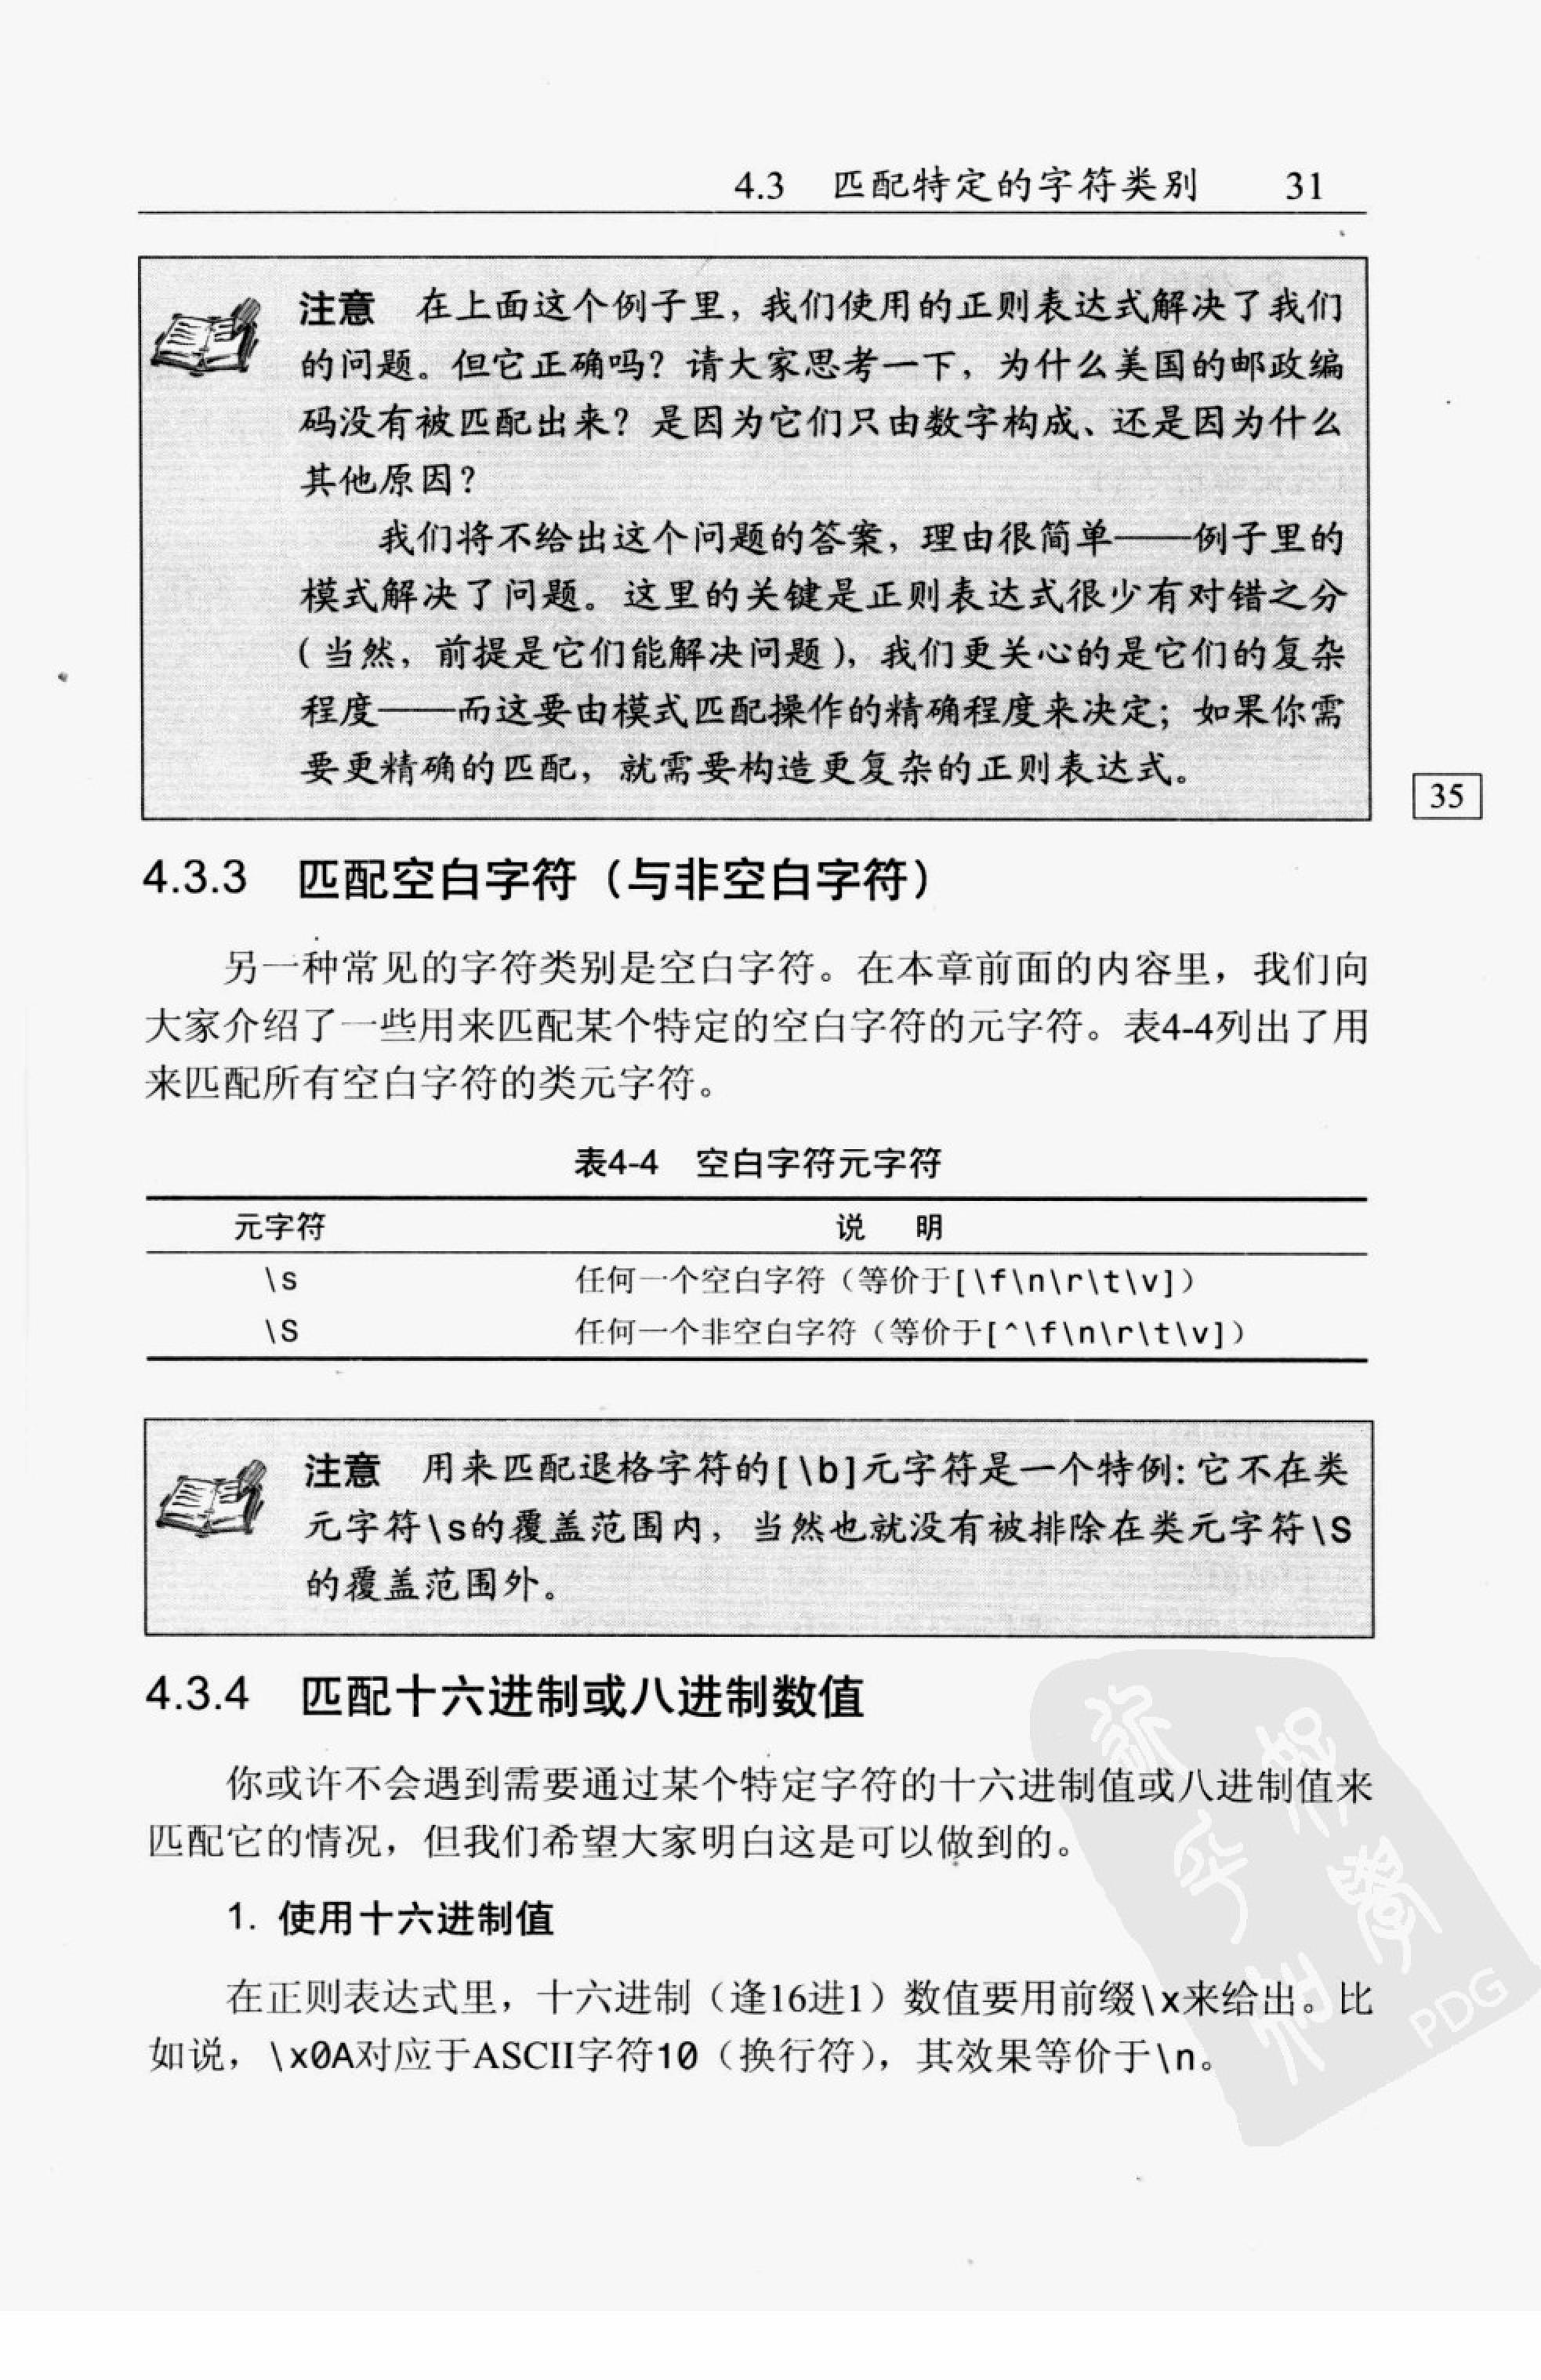 4.3 匹配特定的字符类别 31
注意 在上面这个例子里，我们使用的正则表达式解决了我们
的问题。但它正确吗？请大家思考一下，为什么美国的邮政编
码没有被匹配出来？是因为它们只由数字构成、还是因为什么
其他原因？
我们将不给出这个问题的答案，理由很简单——例子里的
模式解决了问题。这里的关键是正则表达式很少有对错之分
（当然，前提是它们能解决问题），我们更关心的是它们的复杂
程度——而这要由模式匹配操作的精确程度来决定；如果你需
要更精确的匹配，就需要构造更复杂的正则表达式。
35
4.3.3 匹配空白字符（与非空白字符）
另一种常见的字符类别是空白字符。在本章前面的内容里，我们向
大家介绍了一些用来匹配某个特定的空白字符的元字符。表4-4列出了用
来匹配所有空白字符的类元字符。
表4-4 空白字符元字符
元字符 说 明
\s 任何一个空白字符（等价于[\f\n\r\t\v]）
\S 任何一个非空白字符（等价于[^\f\n\r\t\v]）
注意 用来匹配退格字符的[\b]元字符是一个特例：它不在类
元字符\s的覆盖范围内，当然也就没有被排除在类元字符\S
的覆盖范围外。
4.3.4 匹配十六进制或八进制数值
你或许不会遇到需要通过某个特定字符的十六进制值或八进制值来
匹配它的情况，但我们希望大家明白这是可以做到的。
1. 使用十六进制值
在正则表达式里，十六进制（逢16进1）数值要用前缀\x来给出。比
如说，\x0A对应于ASCII字符10（换行符），其效果等价于\n。
PDG